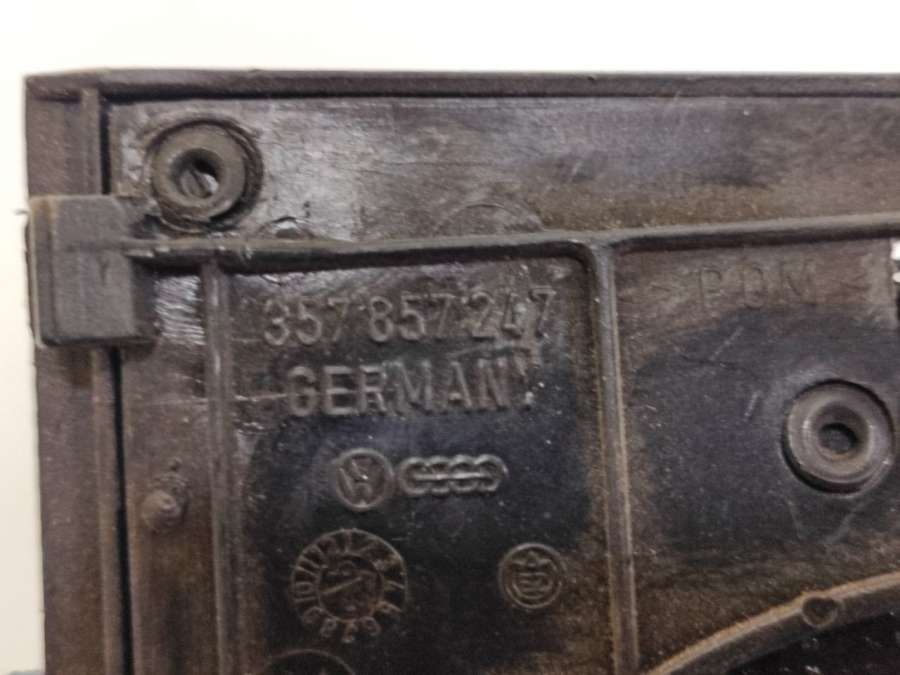 357 857 247
GERMANY
POM